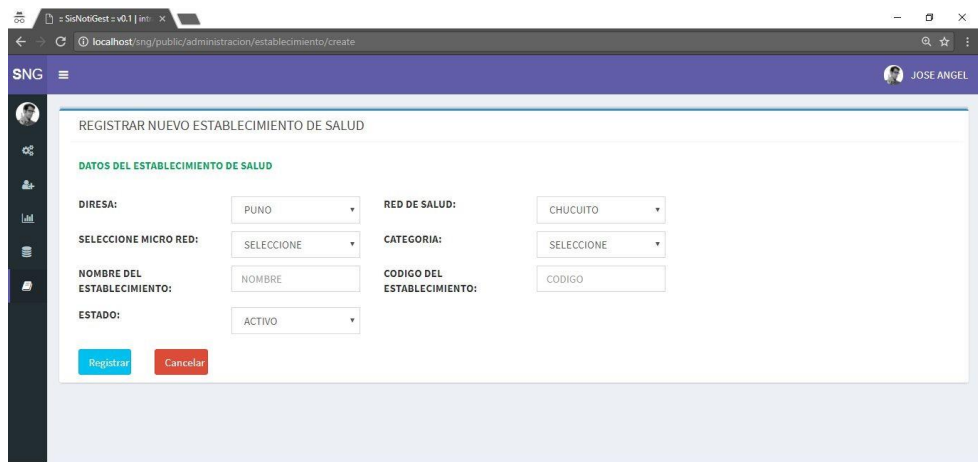 :: SisNotiGest :: v0.1 | int
localhost/sng/public/administracion/establecimiento/create
SNG
JOSE ANGEL
REGISTRAR NUEVO ESTABLECIMIENTO DE SALUD
DATOS DEL ESTABLECIMIENTO DE SALUD
DIRESA:
PUNO
RED DE SALUD:
CHUCUITO
SELECCIONE MICRO RED:
SELECCIONE
CATEGORIA:
SELECCIONE
NOMBRE DEL
ESTABLECIMIENTO:
NOMBRE
CODIGO DEL
ESTABLECIMIENTO:
CODIGO
ESTADO:
ACTIVO
Registrar
Cancelar